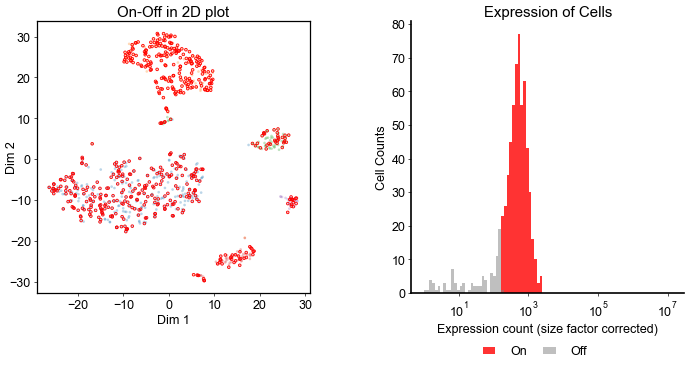 On-Off in 2D plot
30
20
10
0
−10
−20
−30
Dim 2
−20 −10 0 10 20 30
Dim 1
Expression of Cells
80
70
60
50
40
30
20
10
0
Cell Counts
10^1 10^3 10^5 10^7
Expression count (size factor corrected)
On Off